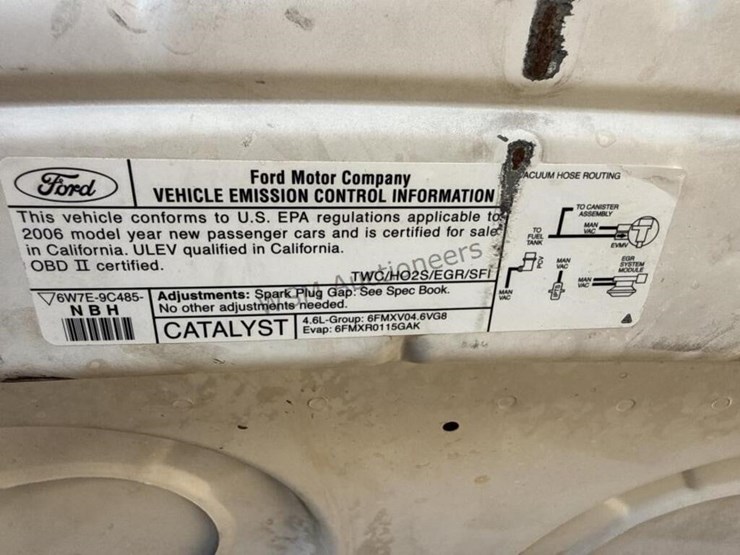 Ford
Ford Motor Company
VEHICLE EMISSION CONTROL INFORMATION
This vehicle conforms to U.S. EPA regulations applicable to
2006 model year new passenger cars and is certified for sale
in California. ULEV qualified in California.
OBD II certified.
TWC/HO2S/EGR/SFI
6W7E-9C485-
NBH
Adjustments: Spark Plug Gap: See Spec Book.
No other adjustments needed.
CATALYST
4.6L-Group: 6FMXV04.6VG8
Evap: 6FMXR0115GAK
VACUUM HOSE ROUTING
TO CANISTER
ASSEMBLY
MAN
VAC
TO
FUEL
TANK
EVMV
PCV
MAN
VAC
EGR
SYSTEM
MODULE
MAN
VAC
MAN
VAC
Auctioneers